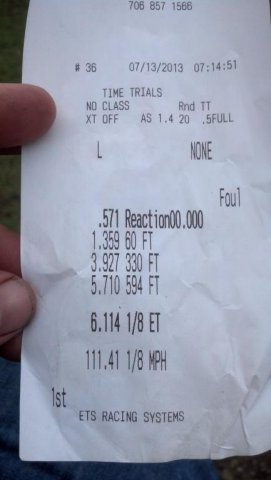 706 857 1566
# 36 07/13/2013 07:14:51
TIME TRIALS
NO CLASS Rnd TT
XT OFF AS 1.4 20 .5FULL
L NONE
Foul
.571 Reaction00.000
1.359 60 FT
3.927 330 FT
5.710 594 FT
6.114 1/8 ET
111.41 1/8 MPH
1st
ETS RACING SYSTEMS